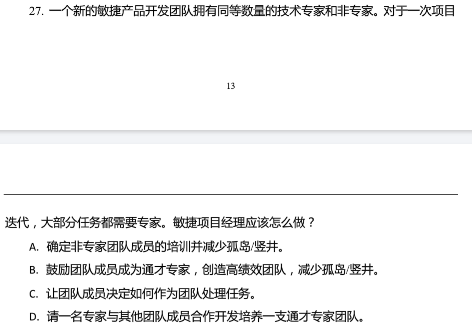 27. 一个新的敏捷产品开发团队拥有同等数量的技术专家和非专家。对于一次项目
13
迭代，大部分任务都需要专家。敏捷项目经理应该怎么做？
A. 确定非专家团队成员的培训并减少孤岛/竖井。
B. 鼓励团队成员成为通才专家，创造高绩效团队，减少孤岛/竖井。
C. 让团队成员决定如何作为团队处理任务。
D. 请一名专家与其他团队成员合作开发培养一支通才专家团队。